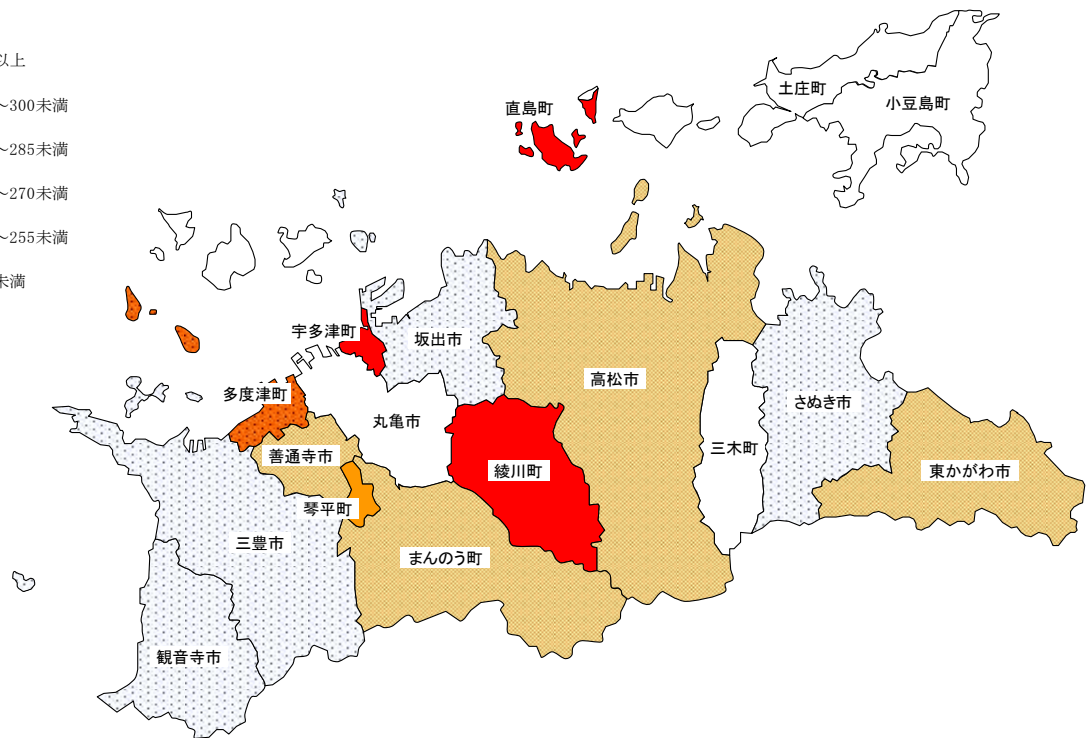 以上
~300未満
~285未満
~270未満
~255未満
未満
土庄町
小豆島町
直島町
宇多津町
坂出市
多度津町
丸亀市
高松市
さぬき市
三木町
善通寺市
綾川町
東かがわ市
琴平町
三豊市
まんのう町
観音寺市